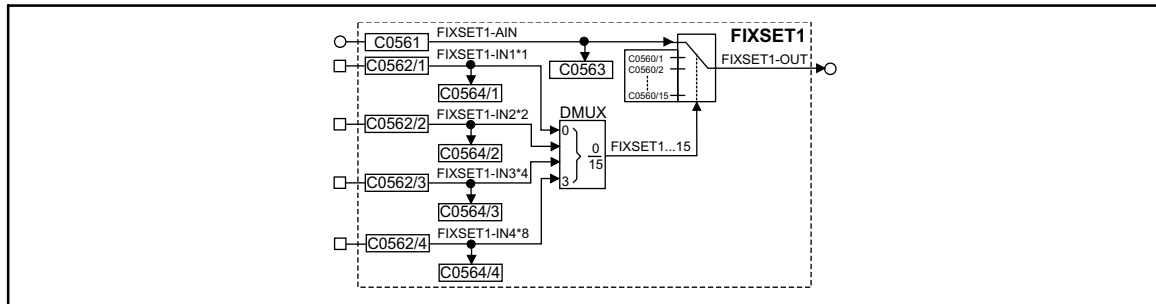 FIXSET1
C0561
FIXSET1-AIN
C0563
C0560/1
C0560/2
C0560/15
FIXSET1-OUT
C0562/1
FIXSET1-IN1*1
C0564/1
C0562/2
FIXSET1-IN2*2
C0564/2
DMUX
0
3
0
15
FIXSET1...15
C0562/3
FIXSET1-IN3*4
C0564/3
C0562/4
FIXSET1-IN4*8
C0564/4